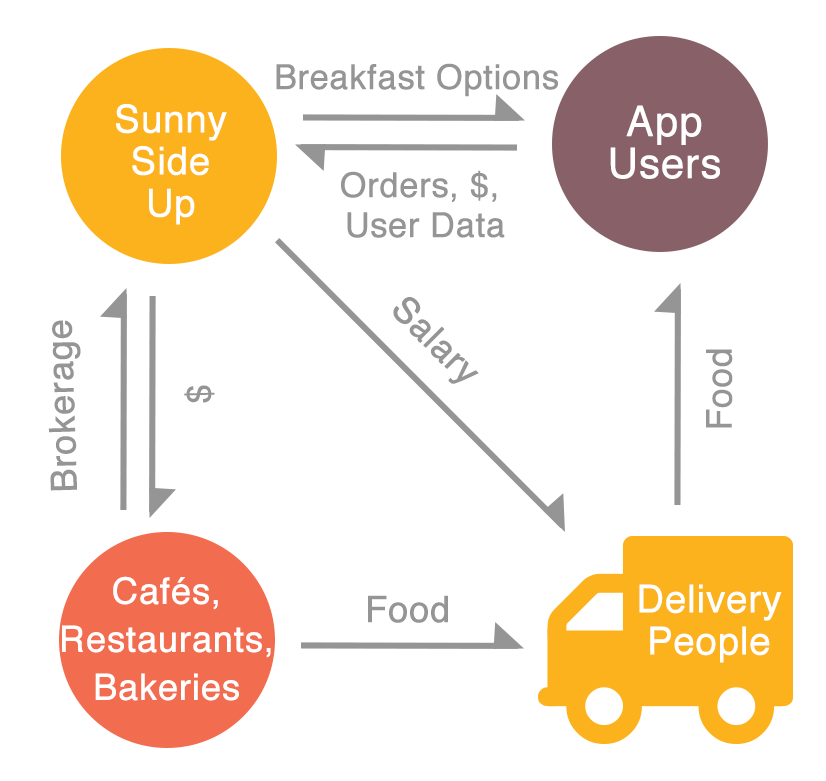 Breakfast Options
Sunny
Side
Up
App
Users
Orders, $,
User Data
Salary
Brokerage
$
Food
Cafés,
Restaurants,
Bakeries
Food
Delivery
People